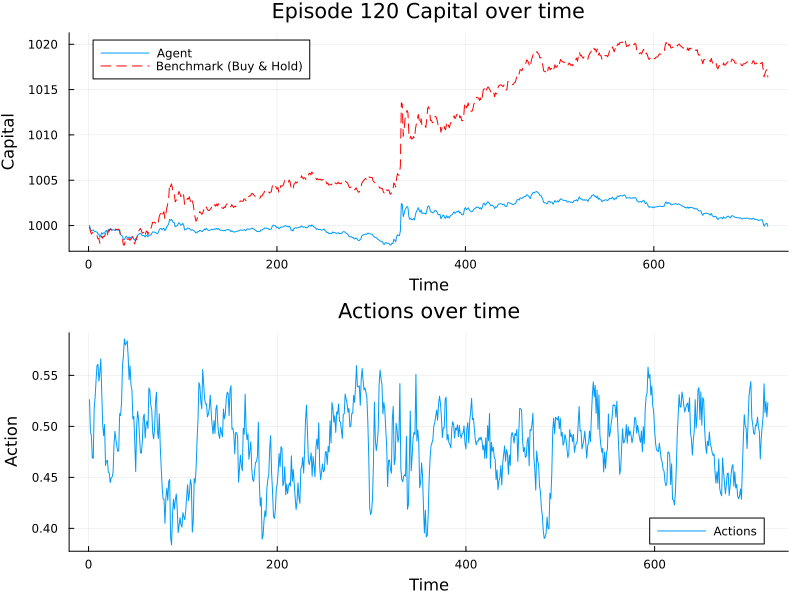 Episode 120 Capital over time
Agent
Benchmark (Buy & Hold)
1020
1015
1010
1005
1000
Capital
0
200
400
600
Time
Actions over time
0.55
0.50
0.45
0.40
Action
Actions
0
200
400
600
Time